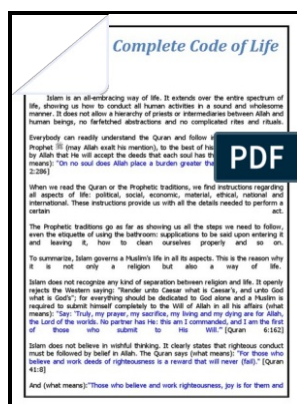 Complete Code of Life
Islam is an all-embracing way of life. It extends over the entire spectrum of
life, showing us how to conduct all human activities in a sound and wholesome
manner. It does not allow a hierarchy of priests or intermediaries between Allah and
human beings, no farfetched abstractions and no complicated rites and rituals.
Everybody can readily understand the Quran and follow
Prophet (may Allah exalt his mention), to the best of his
by Allah that He will accept the deeds that each soul has th
means): "On no soul does Allah place a burden greater tha
2:286]
PDF
When we read the Quran or the Prophetic traditions, we find instructions regarding
all aspects of life: political, social, economic, material, ethical, national and
international. These instructions provide us with all the details needed to perform a
certain act.
The Prophetic traditions go as far as showing us all the steps we need to follow,
even the etiquette of using the bathroom: supplications to be said upon entering it
and leaving it, how to clean ourselves properly and so on.
To summarize, Islam governs a Muslim's life in all its aspects. This is the reason why
it is not only a religion but also a way of life.
Islam does not recognize any kind of separation between religion and life. It openly
rejects the Western saying: "Render unto Caesar what is Caesar's, and unto God
what is God's"; for everything should be dedicated to God alone and a Muslim is
required to submit himself completely to the Will of Allah in all his affairs (what
means): "Say: 'Truly, my prayer, my sacrifice, my living and my dying are for Allah,
the Lord of the worlds. No partner has He: this am I commanded, and I am the first
of those who submit to His Will.'" [Quran 6:162]
Islam does not believe in wishful thinking. It clearly states that righteous conduct
must be followed by belief in Allah. The Quran says (what means): "For those who
believe and work deeds of righteousness is a reward that will never (fail)." [Quran
41:8]
And (what means):"Those who believe and work righteousness, joy is for them and